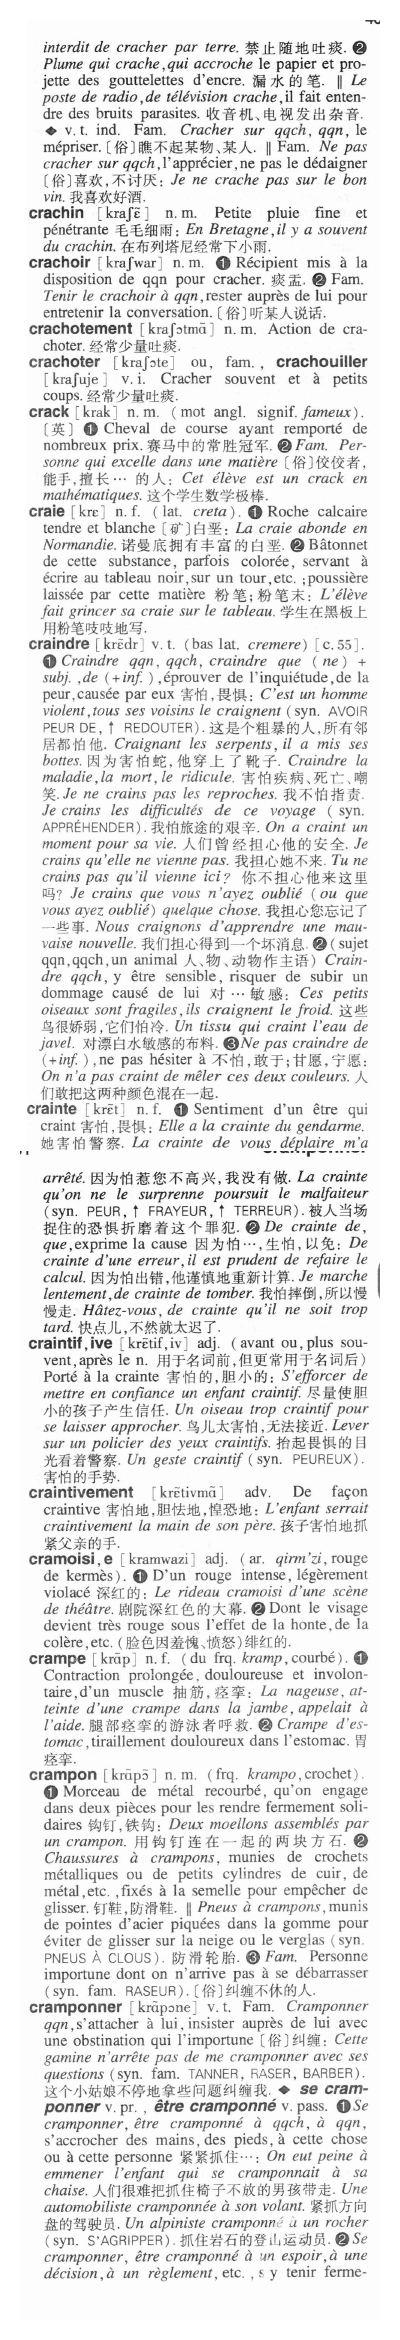 interdit de cracher par terre. 禁止随地吐痰. ❷
Plume qui crache, qui accroche le papier et pro-
jette des gouttelettes d'encre. 漏水的笔. ‖ Le
poste de radio, de télévision crache, il fait enten-
dre des bruits parasites. 收音机、电视发出杂音.
◆ v. t. ind. Fam. Cracher sur qqch, qqn, le
mépriser. [俗]瞧不起某物、某人. ‖ Fam. Ne pas
cracher sur qqch, l'apprécier, ne pas le dédaigner
[俗]喜欢,不讨厌: Je ne crache pas sur le bon
vin. 我喜欢好酒.
crachin [kraʃɛ̃] n. m. Petite pluie fine et
pénétrante 毛毛细雨: En Bretagne, il y a souvent
du crachin. 在布列塔尼经常下小雨.
crachoir [kraʃwar] n. m. ❶ Récipient mis à la
disposition de qqn pour cracher. 痰盂. ❷ Fam.
Tenir le crachoir à qqn, rester auprès de lui pour
entretenir la conversation. [俗]听某人说话.
crachotement [kraʃɔtmɑ̃] n. m. Action de cra-
choter. 经常少量吐痰.
crachoter [kraʃɔte] ou, fam., crachouiller
[kraʃuje] v. i. Cracher souvent et à petits
coups. 经常少量吐痰.
crack [krak] n. m. (mot angl. signif. fameux).
[英] ❶ Cheval de course ayant remporté de
nombreux prix. 赛马中的常胜冠军. ❷ Fam. Per-
sonne qui excelle dans une matière [俗]佼佼者,
能手,擅长…的人: Cet élève est un crack en
mathématiques. 这个学生数学极棒.
craie [krɛ] n. f. (lat. creta). ❶ Roche calcaire
tendre et blanche [矿]白垩: La craie abonde en
Normandie. 诺曼底拥有丰富的白垩. ❷ Bâtonnet
de cette substance, parfois colorée, servant à
écrire au tableau noir, sur un tour, etc. ; poussière
laissée par cette matière 粉笔;粉笔末: L'élève
fait grincer sa craie sur le tableau. 学生在黑板上
用粉笔吱吱地写.
craindre [krɛ̃dr] v. t. (bas lat. cremere) [c. 55].
❶ Craindre qqn, qqch, craindre que (ne) +
subj., de (+inf.), éprouver de l'inquiétude, de la
peur, causée par eux 害怕,畏惧: C'est un homme
violent, tous ses voisins le craignent (syn. AVOIR
PEUR DE, ↑ REDOUTER). 这是个粗暴的人,所有邻
居都怕他. Craignant les serpents, il a mis ses
bottes. 因为害怕蛇,他穿上了靴子. Craindre la
maladie, la mort, le ridicule. 害怕疾病、死亡、嘲
笑. Je ne crains pas les reproches. 我不怕指责.
Je crains les difficultés de ce voyage (syn.
APPRÉHENDER). 我怕旅途的艰辛. On a craint un
moment pour sa vie. 人们曾经担心他的安全. Je
crains qu'elle ne vienne pas. 我担心她不来. Tu ne
crains pas qu'il vienne ici? 你不担心他来这里
吗? Je crains que vous n'ayez oublié (ou que
vous ayez oublié) quelque chose. 我担心您忘记了
一些事. Nous craignons d'apprendre une mau-
vaise nouvelle. 我们担心得到一个坏消息. ❷ (sujet
qqn, qqch, un animal 人、物、动物作主语) Crain-
dre qqch, y être sensible, risquer de subir un
dommage causé de lui 对…敏感: Ces petits
oiseaux sont fragiles, ils craignent le froid. 这些
鸟很娇弱,它们怕冷. Un tissu qui craint l'eau de
javel. 对漂白水敏感的布料. ❸ Ne pas craindre de
(+inf.), ne pas hésiter à 不怕,敢于;甘愿,宁愿:
On n'a pas craint de mêler ces deux couleurs. 人
们敢把这两种颜色混在一起.
crainte [krɛ̃t] n. f. ❶ Sentiment d'un être qui
craint 害怕,畏惧: Elle a la crainte du gendarme.
她害怕警察. La crainte de vous déplaire m'a
arrêté. 因为怕惹您不高兴,我没有做. La crainte
qu'on ne le surprenne poursuit le malfaiteur
(syn. PEUR, ↑ FRAYEUR, ↑ TERREUR). 被人当场
捉住的恐惧折磨着这个罪犯. ❷ De crainte de,
que, exprime la cause 因为怕…,生怕,以免: De
crainte d'une erreur, il est prudent de refaire le
calcul. 因为怕出错,他谨慎地重新计算. Je marche
lentement, de crainte de tomber. 我怕摔倒,所以慢
慢走. Hâtez-vous, de crainte qu'il ne soit trop
tard. 快点儿,不然就太迟了.
craintif, ive [krɛ̃tif, iv] adj. (avant ou, plus sou-
vent, après le n. 用于名词前,但更常用于名词后)
Porté à la crainte 害怕的,胆小的: S'efforcer de
mettre en confiance un enfant craintif. 尽量使胆
小的孩子产生信任. Un oiseau trop craintif pour
se laisser approcher. 鸟儿太害怕,无法接近. Lever
sur un policier des yeux craintifs. 抬起畏惧的目
光看着警察. Un geste craintif (syn. PEUREUX).
害怕的手势.
craintivement [krɛ̃tivmɑ̃] adv. De façon
craintive 害怕地,胆怯地,惶恐地: L'enfant serrait
craintivement la main de son père. 孩子害怕地抓
紧父亲的手.
cramoisi, e [kramwazi] adj. (ar. qirm'zi, rouge
de kermès). ❶ D'un rouge intense, légèrement
violacé 深红的: Le rideau cramoisi d'une scène
de théâtre. 剧院深红色的大幕. ❷ Dont le visage
devient très rouge sous l'effet de la honte, de la
colère, etc. (脸色因羞愧、愤怒)绯红的.
crampe [krɑ̃p] n. f. (du frq. kramp, courbé). ❶
Contraction prolongée, douloureuse et involon-
taire, d'un muscle 抽筋,痉挛: La nageuse, at-
teinte d'une crampe dans la jambe, appelait à
l'aide. 腿部痉挛的游泳者呼救. ❷ Crampe d'es-
tomac, tiraillement douloureux dans l'estomac. 胃
痉挛.
crampon [krɑ̃pɔ̃] n. m. (frq. krampo, crochet).
❶ Morceau de métal recourbé, qu'on engage
dans deux pièces pour les rendre fermement soli-
daires 钩钉,铁钩: Deux moellons assemblés par
un crampon. 用钩钉连在一起的两块方石. ❷
Chaussures à crampons, munies de crochets
métalliques ou de petits cylindres de cuir, de
métal, etc., fixés à la semelle pour empêcher de
glisser. 钉鞋,防滑鞋. ‖ Pneus à crampons, munis
de pointes d'acier piquées dans la gomme pour
éviter de glisser sur la neige ou le verglas (syn.
PNEUS À CLOUS). 防滑轮胎. ❸ Fam. Personne
importune dont on n'arrive pas à se débarrasser
(syn. fam. RASEUR). [俗]纠缠不休的人.
cramponner [krɑ̃pɔne] v. t. Fam. Cramponner
qqn, s'attacher à lui, insister auprès de lui avec
une obstination qui l'importune [俗]纠缠: Cette
gamine n'arrête pas de me cramponner avec ses
questions (syn. fam. TANNER, RASER, BARBER).
这个小姑娘不停地拿些问题纠缠我. ◆ se cram-
ponner v. pr., être cramponné v. pass. ❶ Se
cramponner, être cramponné à qqch, à qqn,
s'accrocher des mains, des pieds, à cette chose
ou à cette personne 紧紧抓住…: On eut peine à
emmener l'enfant qui se cramponnait à sa
chaise. 人们很难把抓住椅子不放的男孩带走. Une
automobiliste cramponnée à son volant. 紧抓方向
盘的驾驶员. Un alpiniste cramponné à un rocher
(syn. S'AGRIPPER). 抓住岩石的登山运动员. ❷ Se
cramponner, être cramponné à un espoir, à une
décision, à un règlement, etc., s'y tenir ferme-